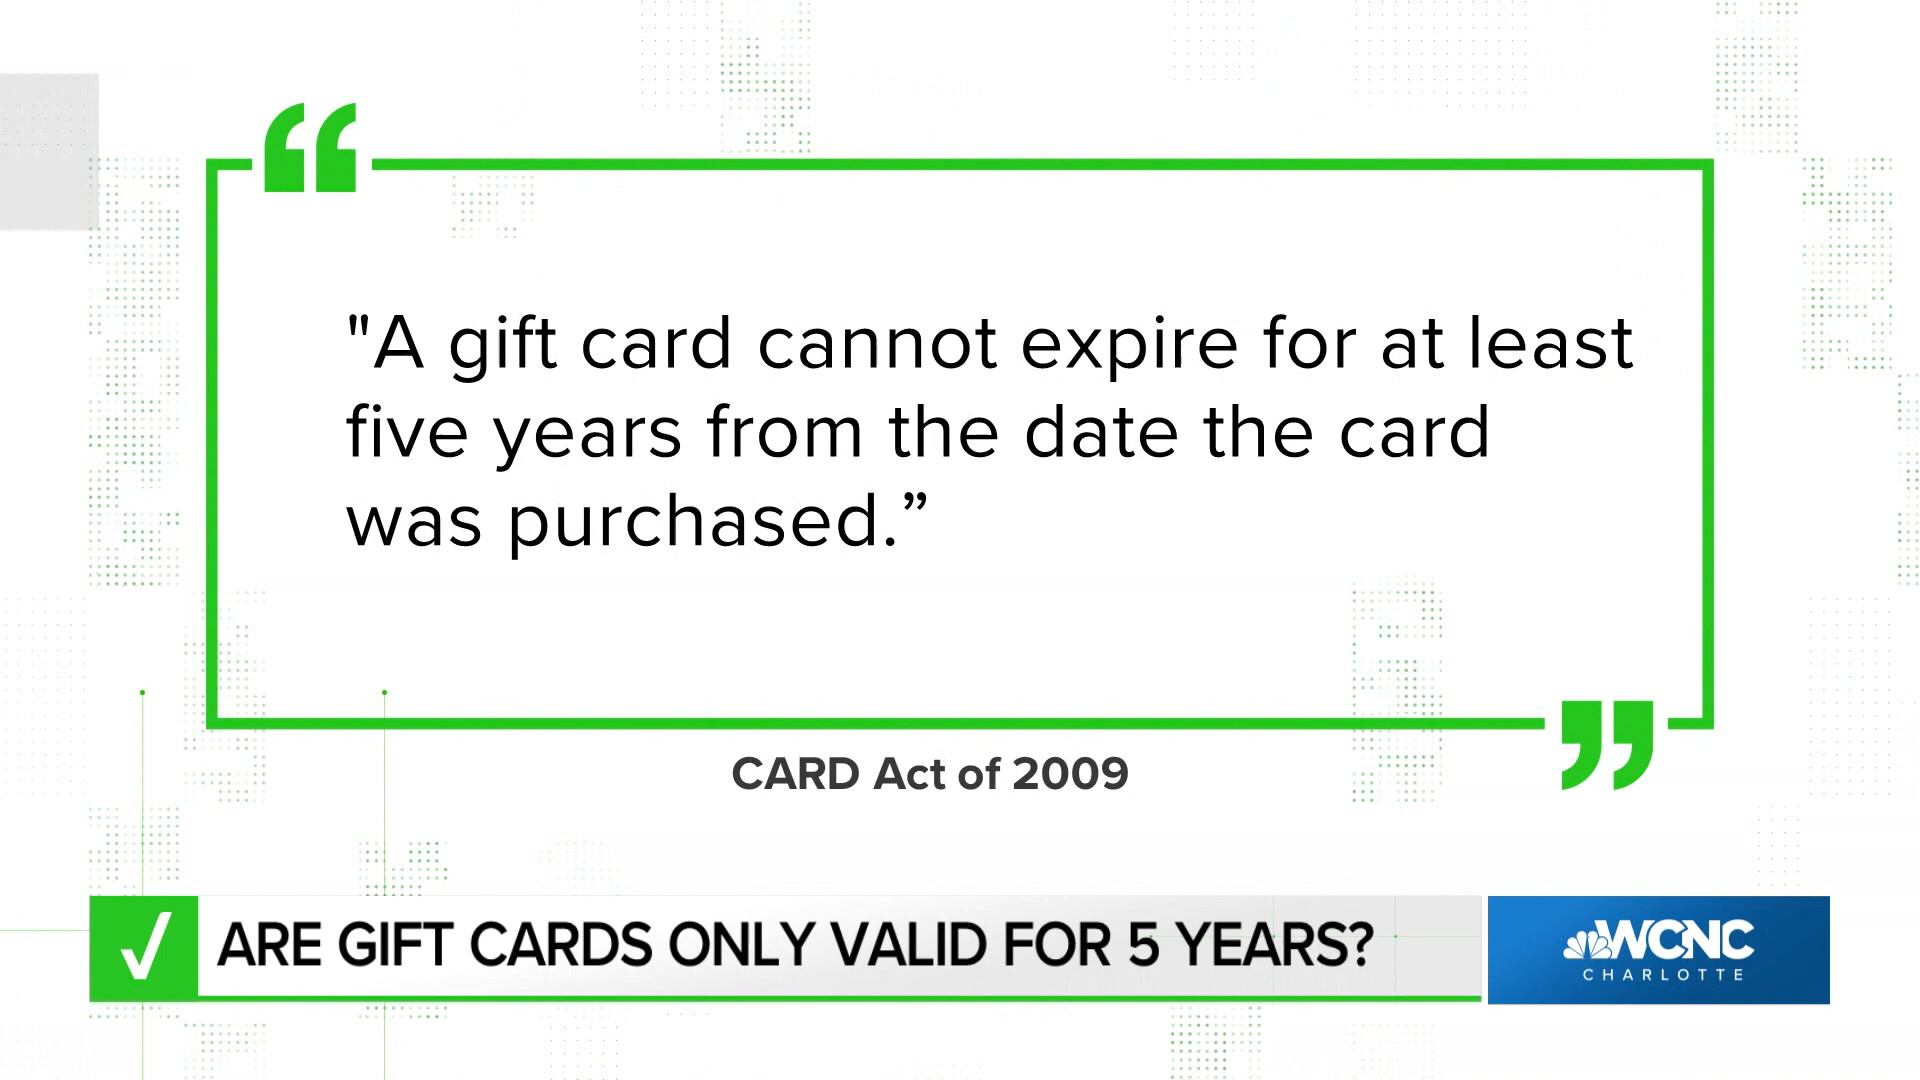 "A gift card cannot expire for at least
five years from the date the card
was purchased.”
CARD Act of 2009
ARE GIFT CARDS ONLY VALID FOR 5 YEARS?
WCNC
CHARLOTTE